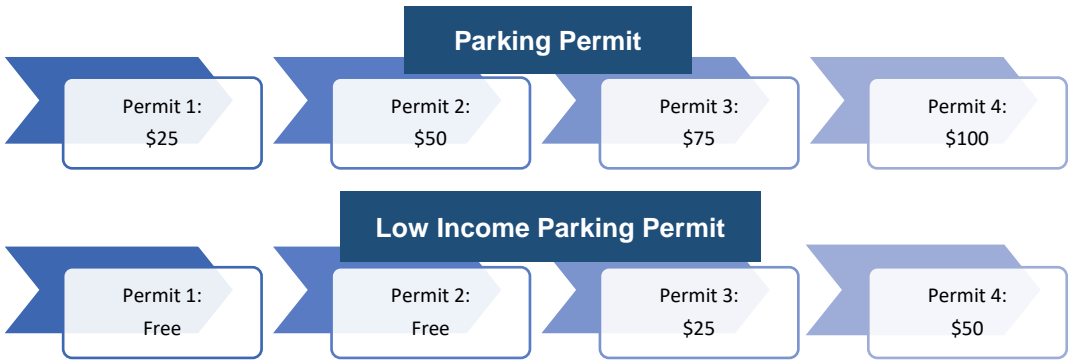 Parking Permit
Permit 1:
$25
Permit 2:
$50
Permit 3:
$75
Permit 4:
$100
Low Income Parking Permit
Permit 1:
Free
Permit 2:
Free
Permit 3:
$25
Permit 4:
$50